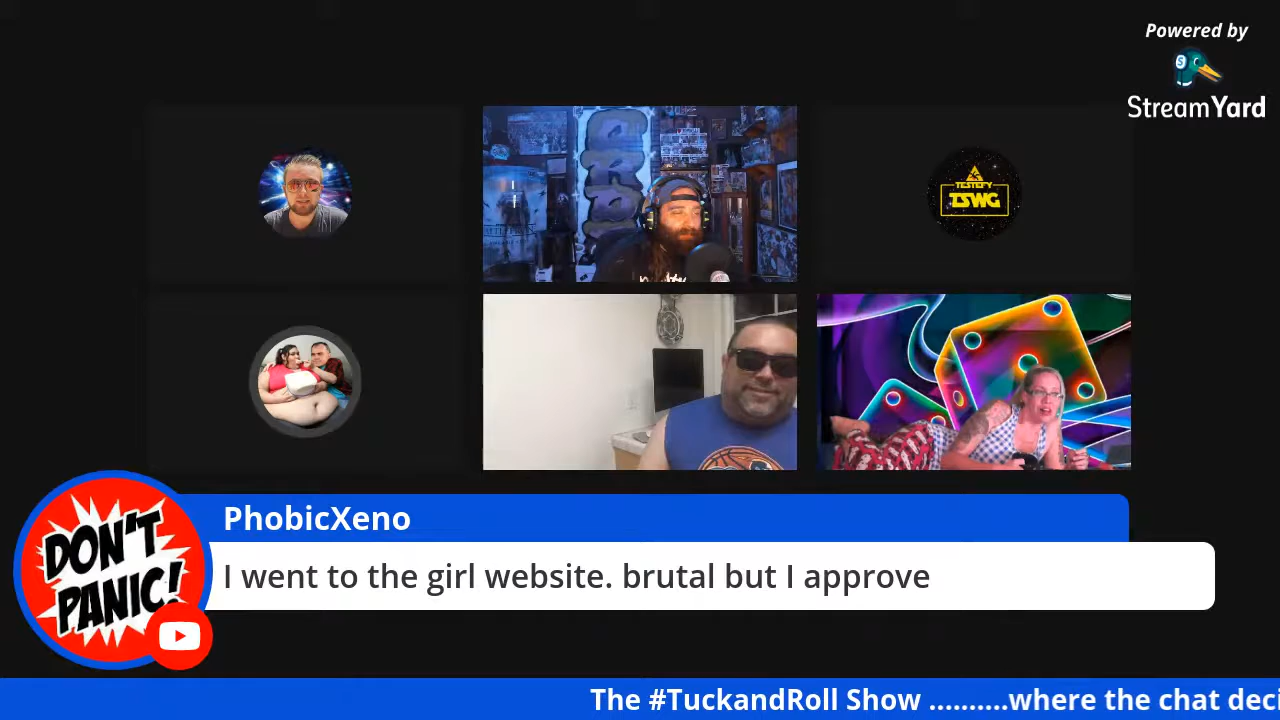 Powered by
StreamYard
TESTEFY
TSWG
PhobicXeno
DON'T
PANIC!
I went to the girl website. brutal but I approve
The #TuckandRoll Show ..........where the chat deci